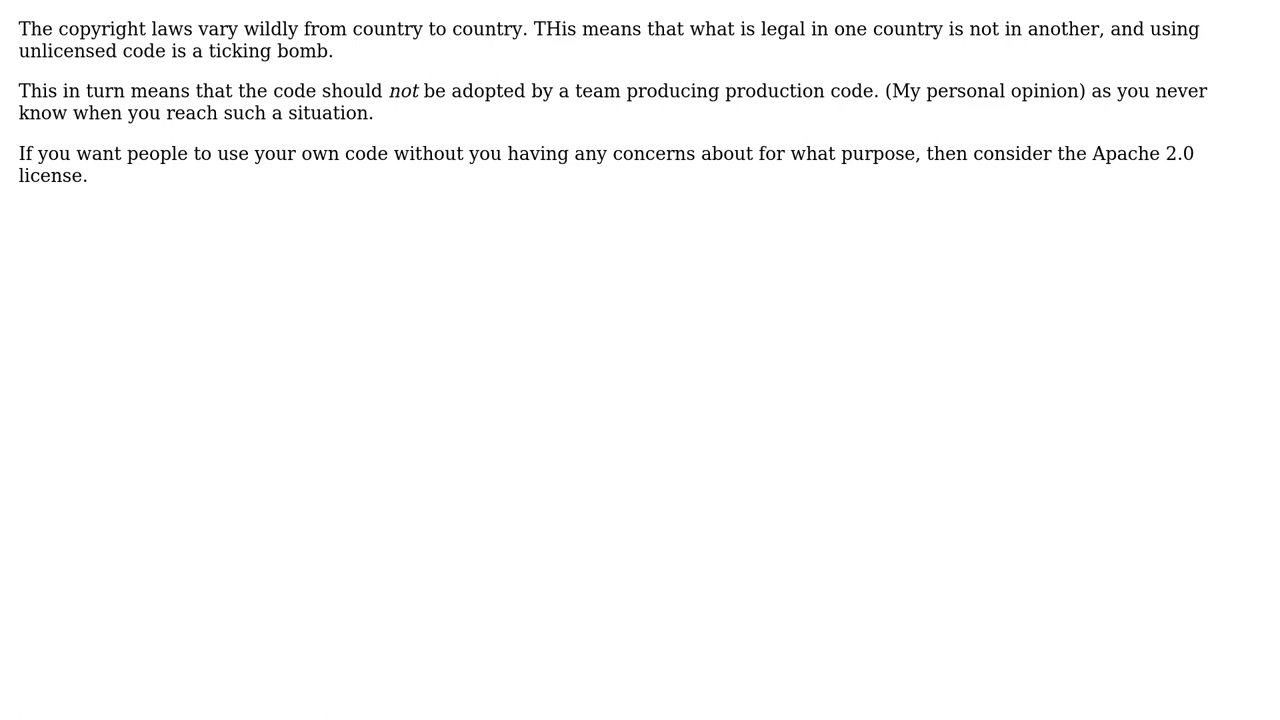 The copyright laws vary wildly from country to country. THis means that what is legal in one country is not in another, and using
unlicensed code is a ticking bomb.
This in turn means that the code should not be adopted by a team producing production code. (My personal opinion) as you never
know when you reach such a situation.
If you want people to use your own code without you having any concerns about for what purpose, then consider the Apache 2.0
license.